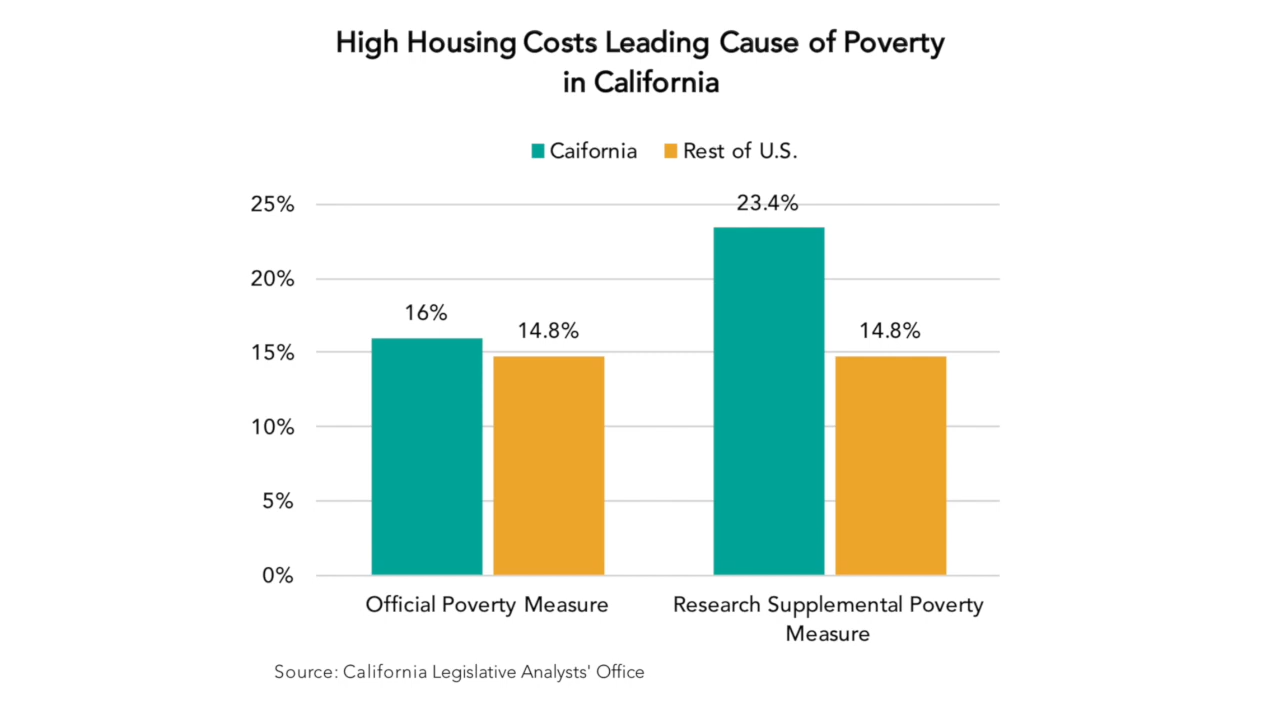 High Housing Costs Leading Cause of Poverty
in California
Caifornia
Rest of U.S.
25%
20%
15%
10%
5%
0%
16%
14.8%
23.4%
14.8%
Official Poverty Measure
Research Supplemental Poverty
Measure
Source: California Legislative Analysts' Office